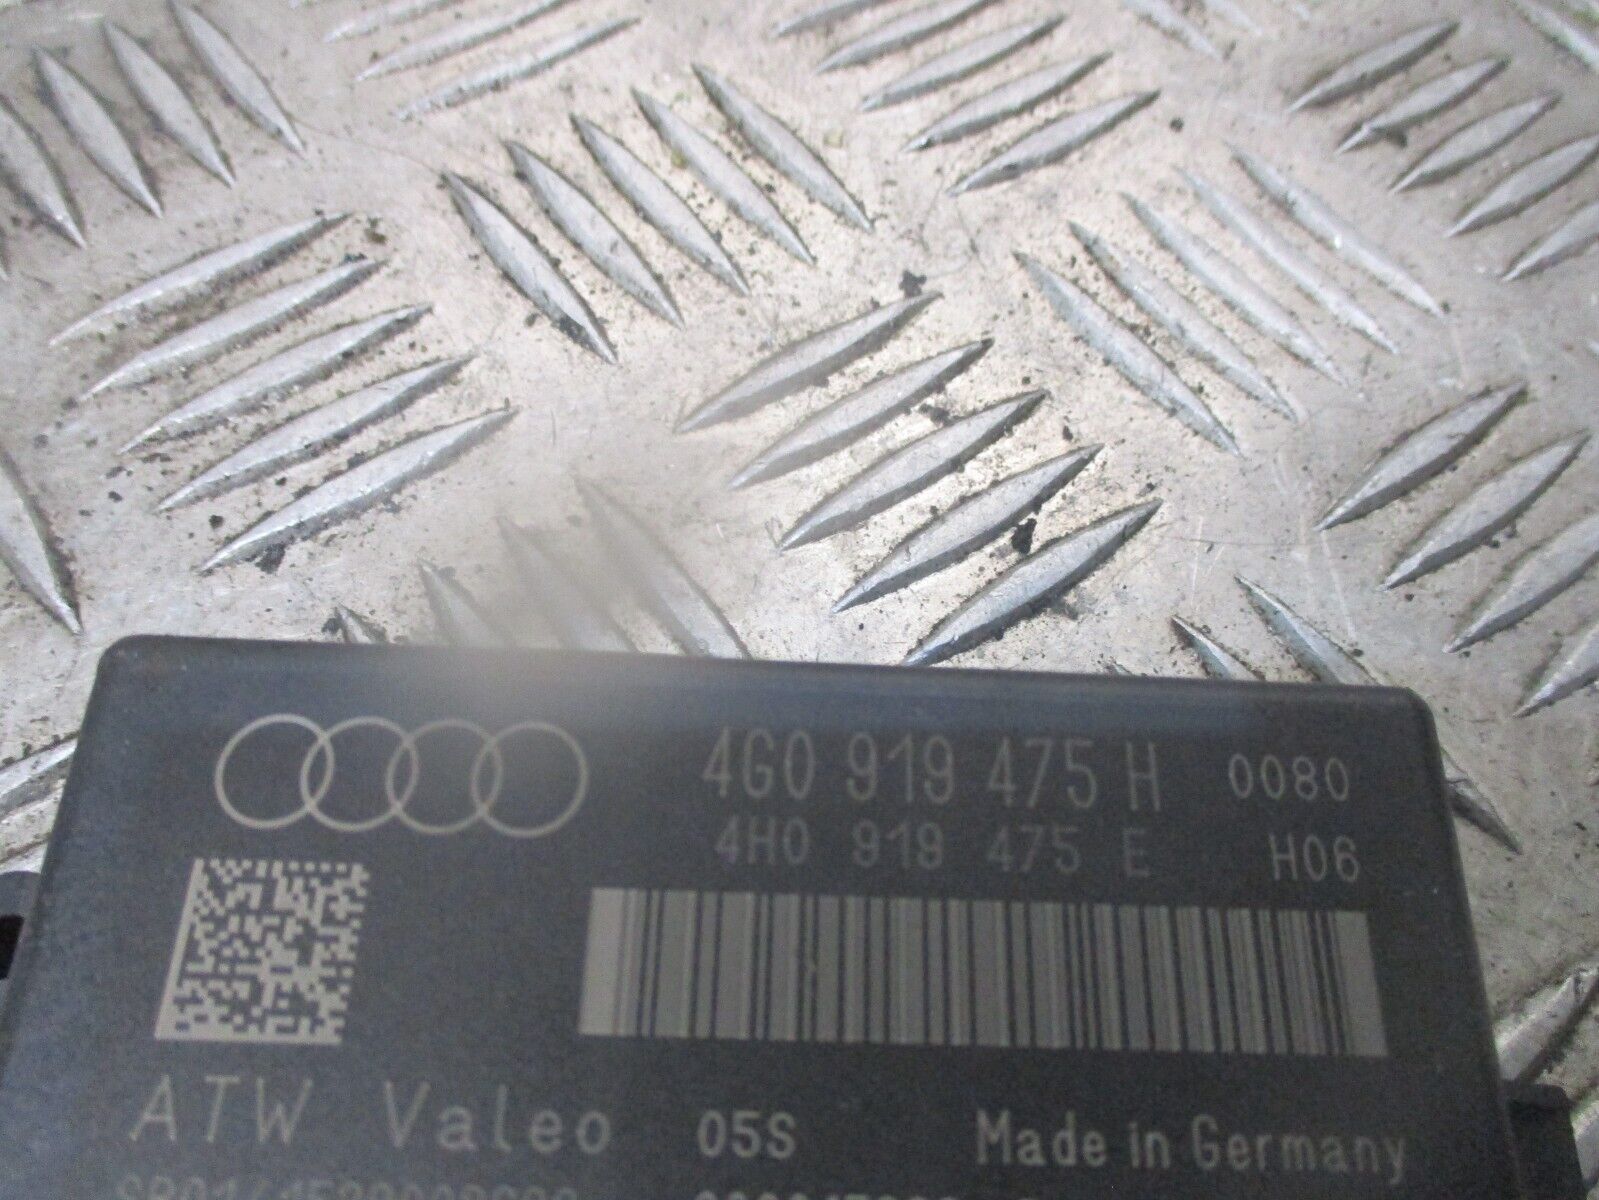 4G0 919 475 H 0080
4H0 919 475 E H06
ATW Valeo 05S Made in Germany